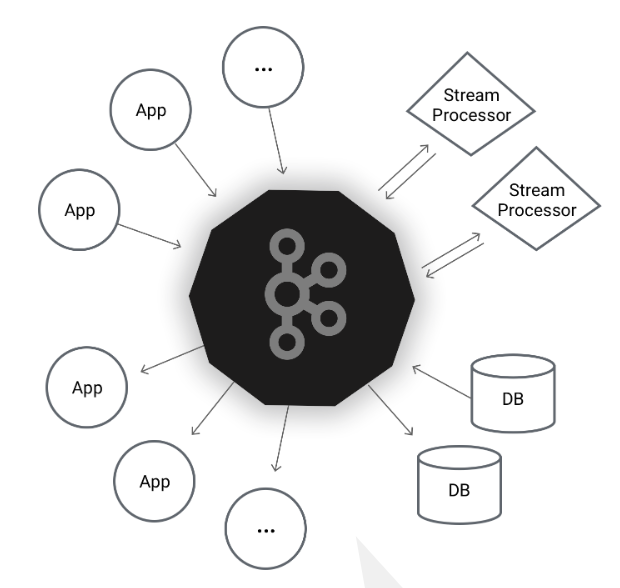 ...
App
App
Stream
Processor
Stream
Processor
App
App
...
DB
DB